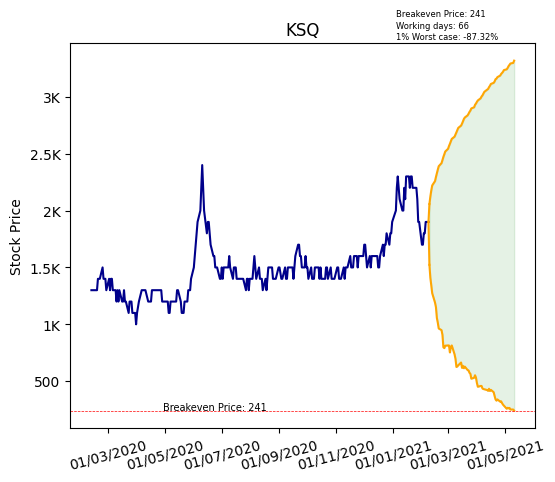 Breakeven Price: 241
Working days: 66
1% Worst case: -87.32%
KSQ
Stock Price
3K
2.5K
2K
1.5K
1K
500
Breakeven Price: 241
01/03/2020 01/05/2020 01/07/2020 01/09/2020 01/11/2020 01/01/2021 01/03/2021 01/05/2021